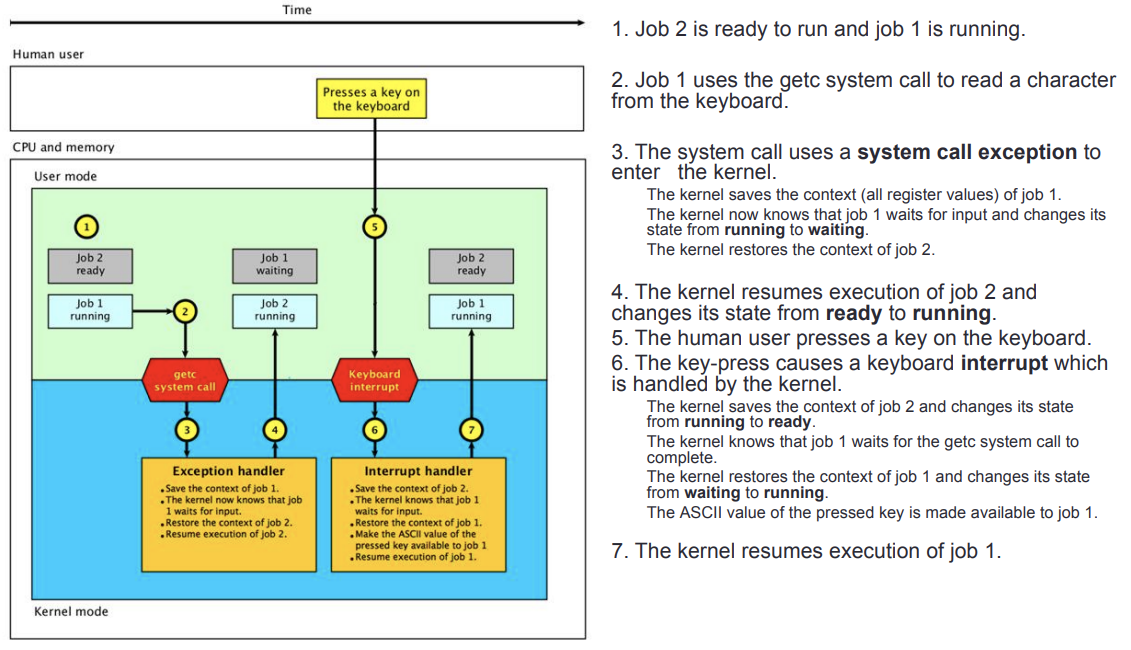 Time
Human user
Presses a key on
the keyboard
CPU and memory
User mode
1
Job 2
ready
Job 1
running
2
getc
system call
3
Exception handler
• Save the context of job 1.
• The kernel now knows that job
1 waits for input.
• Restore the context of job 2.
• Resume execution of job 2.
4
Job 1
waiting
Job 2
running
5
Keyboard
interrupt
6
Interrupt handler
• Save the context of job 2.
• The kernel knows that job 1
waits for input.
• Restore the context of job 1.
• Make the ASCII value of the
pressed key available to job 1
• Resume execution of job 1.
7
Job 2
ready
Job 1
running
Kernel mode
1. Job 2 is ready to run and job 1 is running.
2. Job 1 uses the getc system call to read a character
from the keyboard.
3. The system call uses a system call exception to
enter the kernel.
The kernel saves the context (all register values) of job 1.
The kernel now knows that job 1 waits for input and changes its
state from running to waiting.
The kernel restores the context of job 2.
4. The kernel resumes execution of job 2 and
changes its state from ready to running.
5. The human user presses a key on the keyboard.
6. The key-press causes a keyboard interrupt which
is handled by the kernel.
The kernel saves the context of job 2 and changes its state
from running to ready.
The kernel knows that job 1 waits for the getc system call to
complete.
The kernel restores the context of job 1 and changes its state
from waiting to running.
The ASCII value of the pressed key is made available to job 1.
7. The kernel resumes execution of job 1.